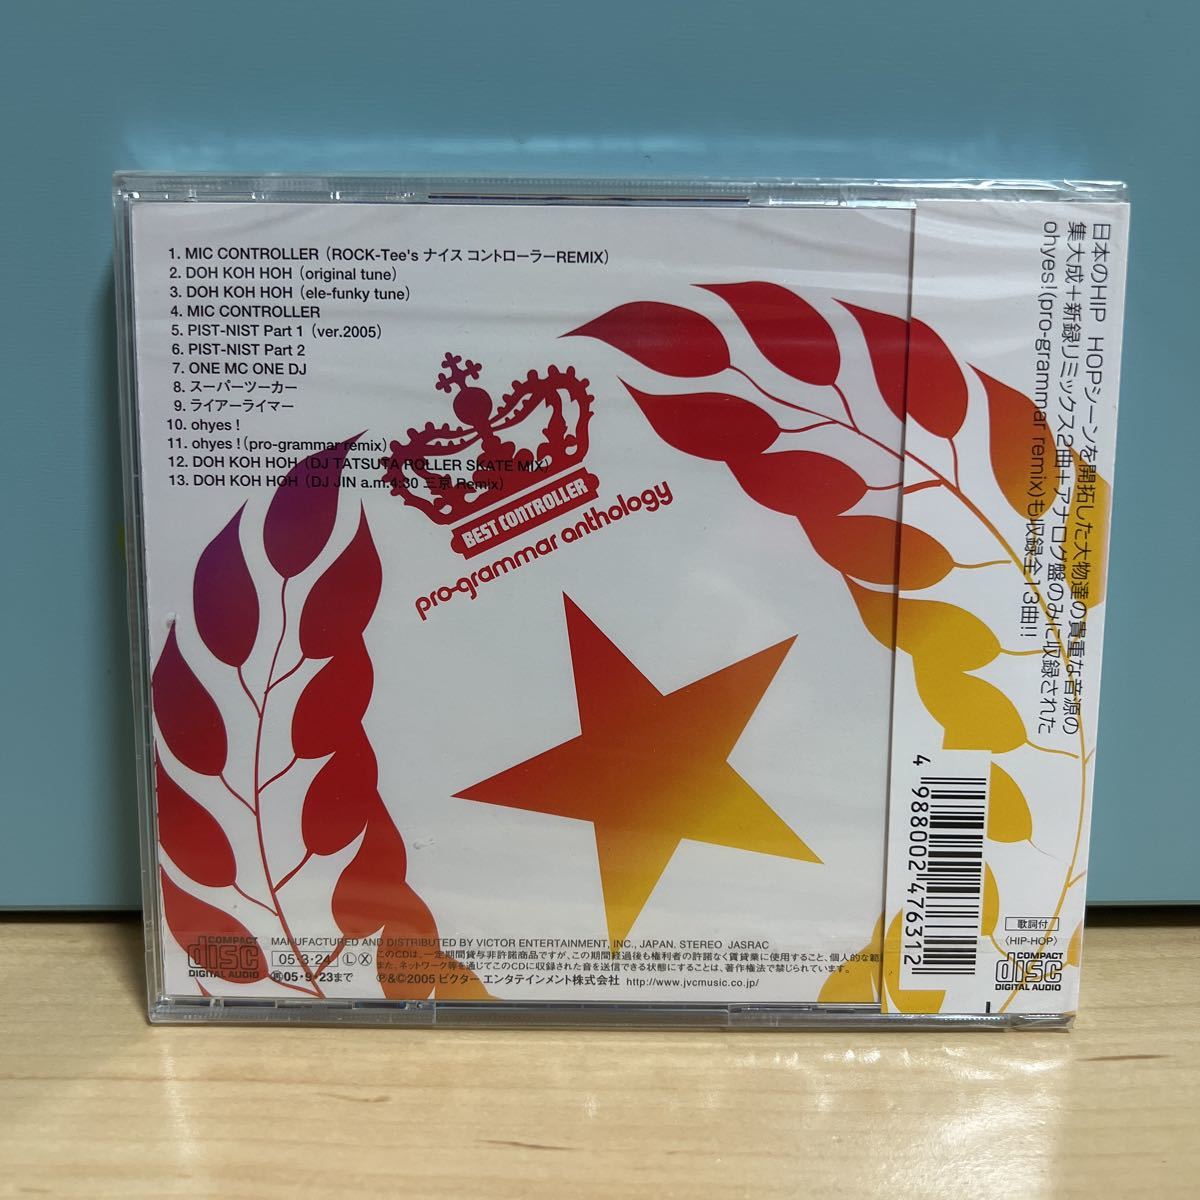 1. MIC CONTROLLER（ROCK-Tee's ナイス コントローラーREMIX）
2. DOH KOH HOH（original tune）
3. DOH KOH HOH（ele-funky tune）
4. MIC CONTROLLER
5. PIST-NIST Part 1（ver.2005）
6. PIST-NIST Part 2
7. ONE MC ONE DJ
8. スーパーツーカー
9. ライアーライマー
10. ohyes！
11. ohyes！(pro-grammar remix)
12. DOH KOH HOH（DJ TATSUTA ROLLER SKATE MIX）
13. DOH KOH HOH（DJ JIN a.m.4:30 三京 Remix）
BEST CONTROLLER
pro-grammar anthology
日本のHIP HOPシーンを開拓した大物達の貴重な音源の
集大成＋新録リミックス2曲＋アナログ盤のみに収録された
ohyes!(pro-grammar remix)も収録全13曲!!
4 988002 476312
歌詞付
〈HIP-HOP〉
COMPACT disc DIGITAL AUDIO
COMPACT disc DIGITAL AUDIO
MANUFACTURED AND DISTRIBUTED BY VICTOR ENTERTAINMENT, INC., JAPAN. STEREO JASRAC
05・3・24 Ⓛ Ⓧ
このCDは、一定期間貸与非許諾商品ですが、この期間経過後も権利者の許諾なく賃貸業に使用すること、個人的な範
また、ネットワーク等を通じてこのCDに収録された音を送信できる状態にすることは、著作権法で禁じられています。
㊐05・9・23まで
℗&©2005 ビクター エンタテインメント株式会社 http://www.jvcmusic.co.jp/